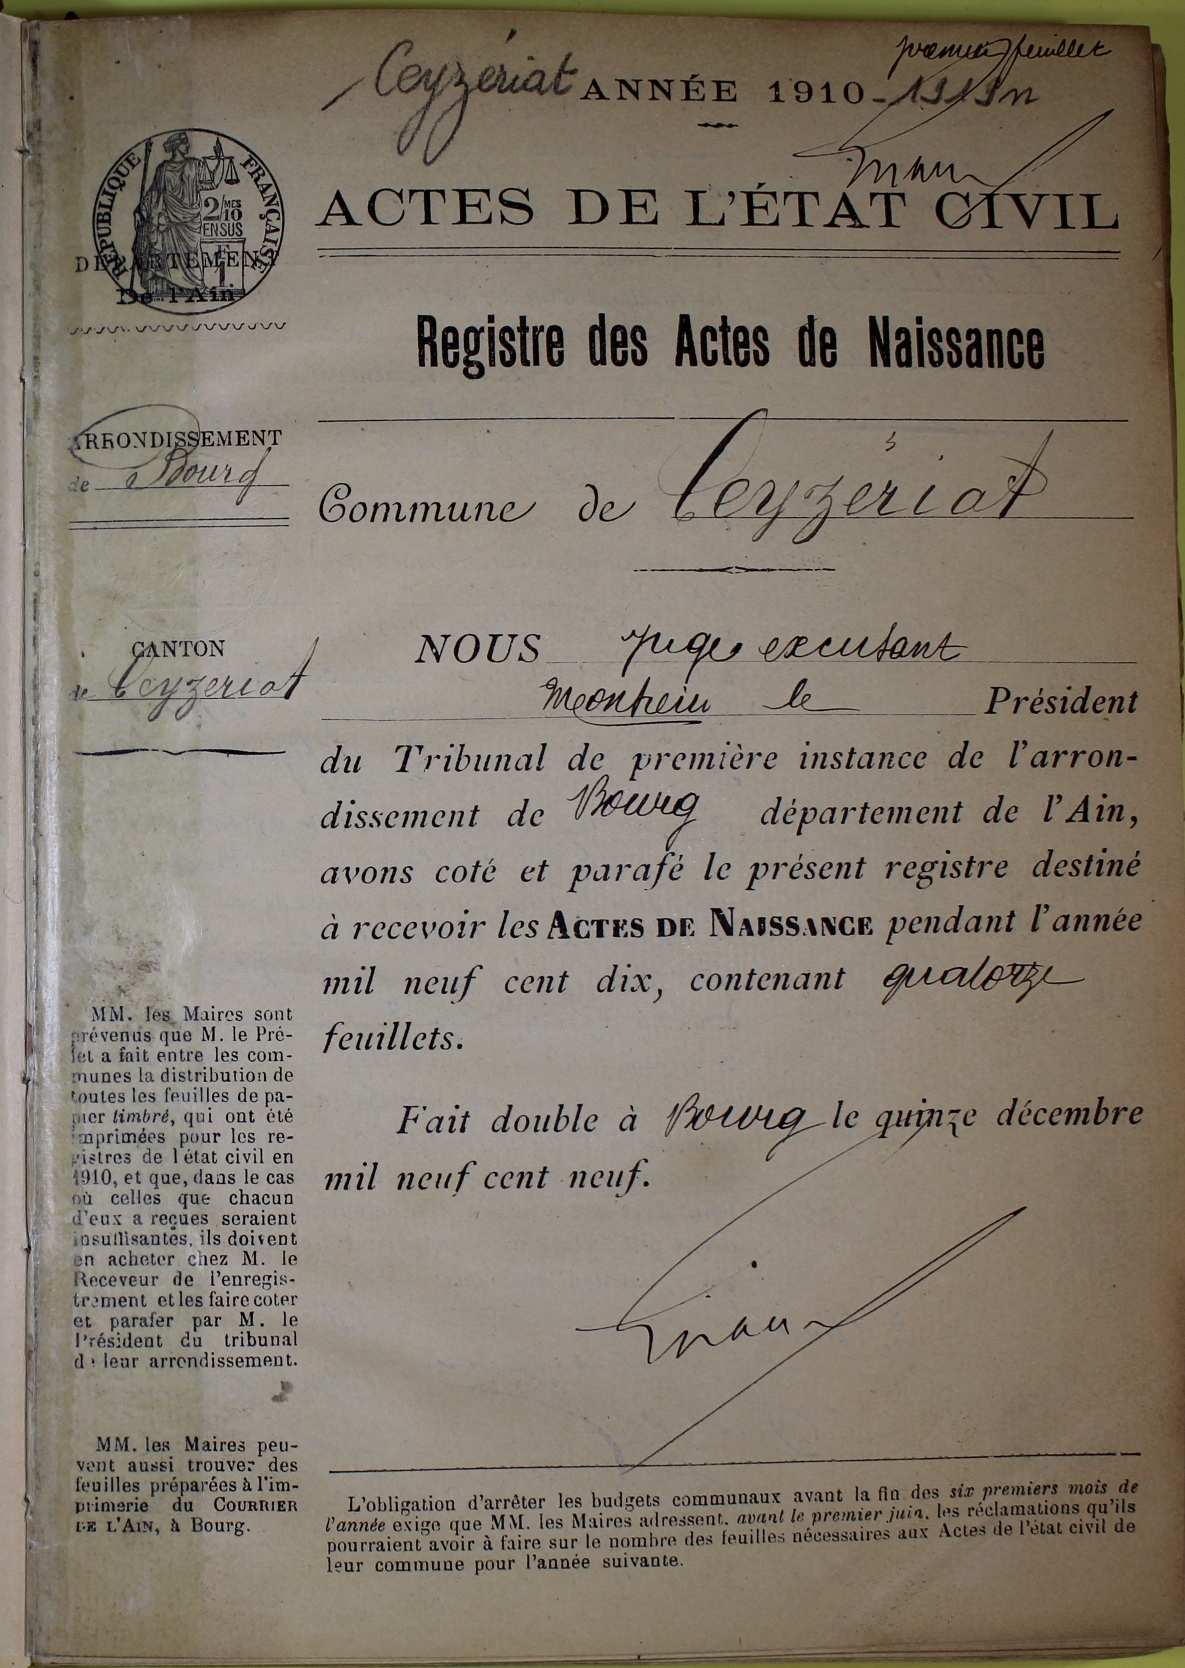 premier feuillet
Ceyzériat ANNÉE 1910 - 1919 n
ACTES DE L'ÉTAT CIVIL
RÉPUBLIQUE FRANÇAISE
2/10 MES
EN SUS
DÉPARTEMENT
De l'Ain
Registre des Actes de Naissance
ARRONDISSEMENT
de Bourg
Commune de Ceyzériat
CANTON
de Ceyzeriat
NOUS juge excusant
le Président
du Tribunal de première instance de l'arron-
dissement de Bourg département de l'Ain,
avons coté et parafé le présent registre destiné
à recevoir les ACTES DE NAISSANCE pendant l'année
mil neuf cent dix, contenant quatorze
feuillets.
Fait double à Bourg le quinze décembre
mil neuf cent neuf.
MM. les Maires sont
prévenus que M. le Pré-
fet a fait entre les com-
munes la distribution de
toutes les feuilles de pa-
pier timbré, qui ont été
imprimées pour les re-
gistres de l'état civil en
1910, et que, dans le cas
où celles que chacun
d'eux a reçues seraient
insuffisantes, ils doivent
en acheter chez M. le
Receveur de l'enregis-
trement et les faire coter
et parafer par M. le
Président du tribunal
de leur arrondissement.
MM. les Maires peu-
vent aussi trouver des
feuilles préparées à l'im-
primerie du COURRIER
DE L'AIN, à Bourg.
L'obligation d'arrêter les budgets communaux avant la fin des six premiers mois de
l'année exige que MM. les Maires adressent, avant le premier juin, les réclamations qu'ils
pourraient avoir à faire sur le nombre des feuilles nécessaires aux Actes de l'état civil de
leur commune pour l'année suivante.